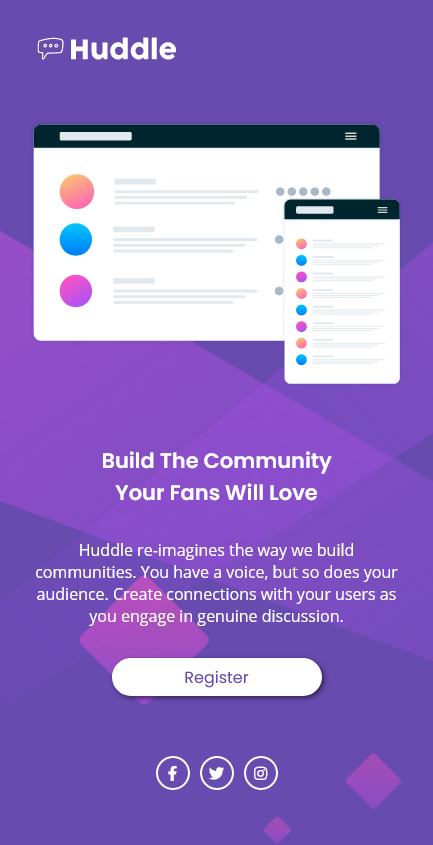 Huddle
Build The Community
Your Fans Will Love
Huddle re-imagines the way we build
communities. You have a voice, but so does your
audience. Create connections with your users as
you engage in genuine discussion.
Register